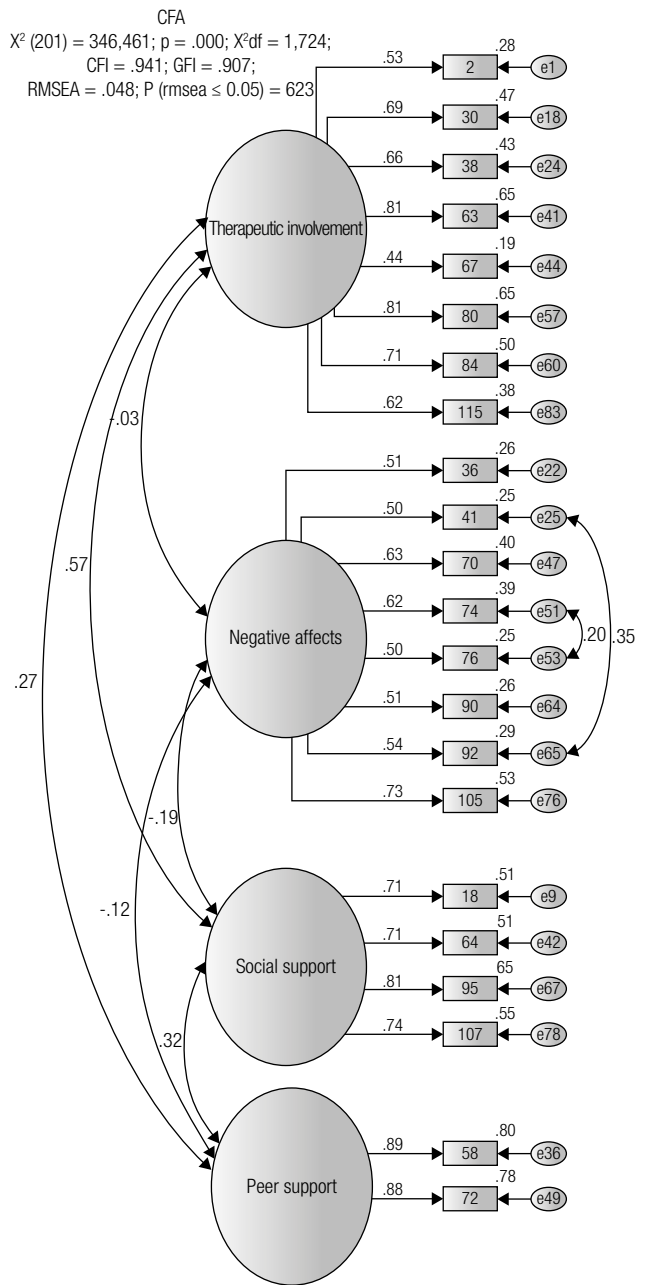 CFA
X² (201) = 346,461; p = .000; X²df = 1,724;
CFI = .941; GFI = .907;
RMSEA = .048; P (rmsea ≤ 0.05) = 623
.53 2 .28 e1
.69 30 .47 e18
.66 38 .43 e24
Therapeutic involvement .81 63 .65 e41
.44 67 .19 e44
.81 80 .65 e57
.71 84 .50 e60
.62 115 .38 e83
-.03
.51 36 .26 e22
.50 41 .25 e25
.57 .63 70 .40 e47
.62 74 .39 e51
Negative affects .20 .35
.50 76 .25 e53
.27
.51 90 .26 e64
.54 92 .29 e65
.73 105 .53 e76
-.19
-.12
.71 18 .51 e9
.71 64 51 e42
Social support
.81 95 65 e67
.74 107 .55 e78
.32
.89 58 .80 e36
Peer support
.88 72 .78 e49